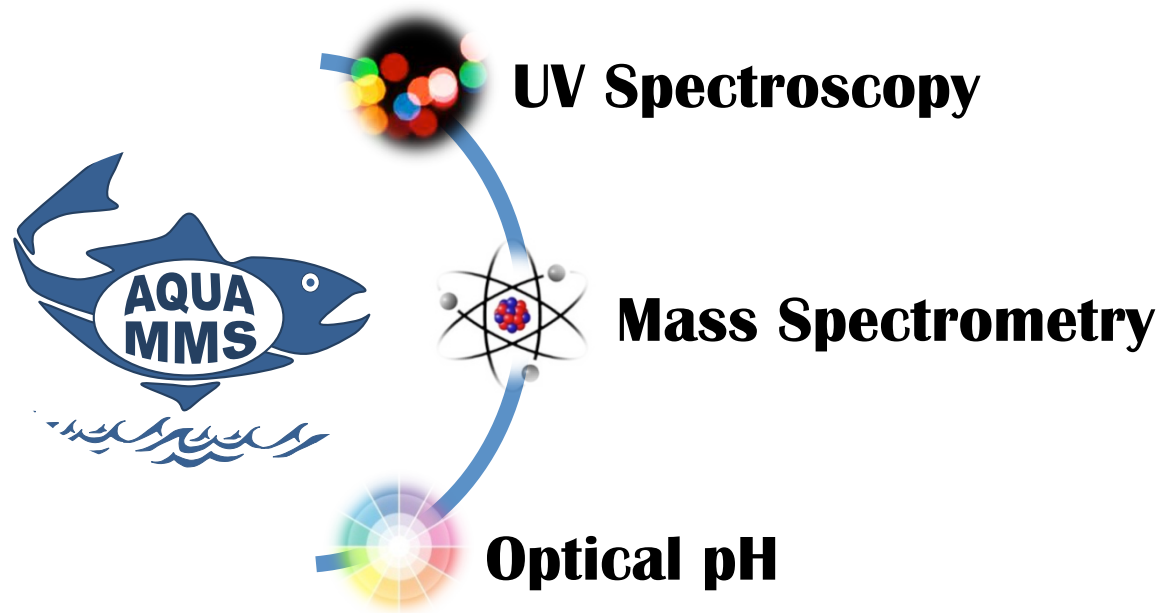 UV Spectroscopy
AQUA
MMS
Mass Spectrometry
Optical pH